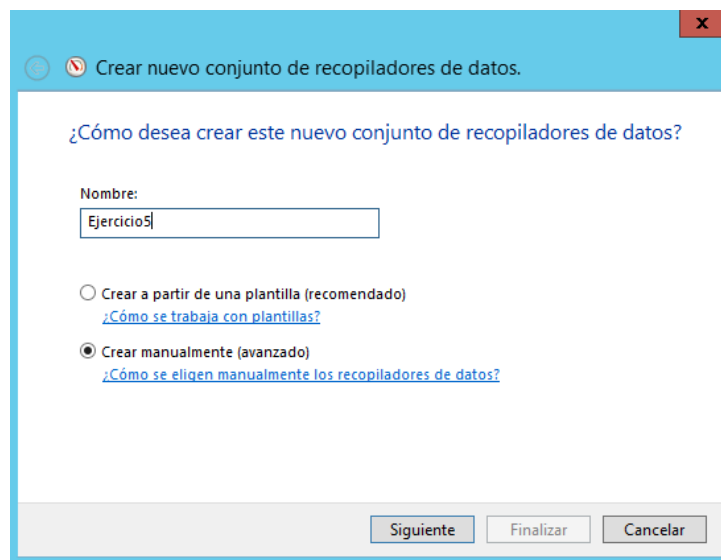 x
Crear nuevo conjunto de recopiladores de datos.
¿Cómo desea crear este nuevo conjunto de recopiladores de datos?
Nombre:
Ejercicio5
Crear a partir de una plantilla (recomendado)
¿Cómo se trabaja con plantillas?
Crear manualmente (avanzado)
¿Cómo se eligen manualmente los recopiladores de datos?
Siguiente Finalizar Cancelar